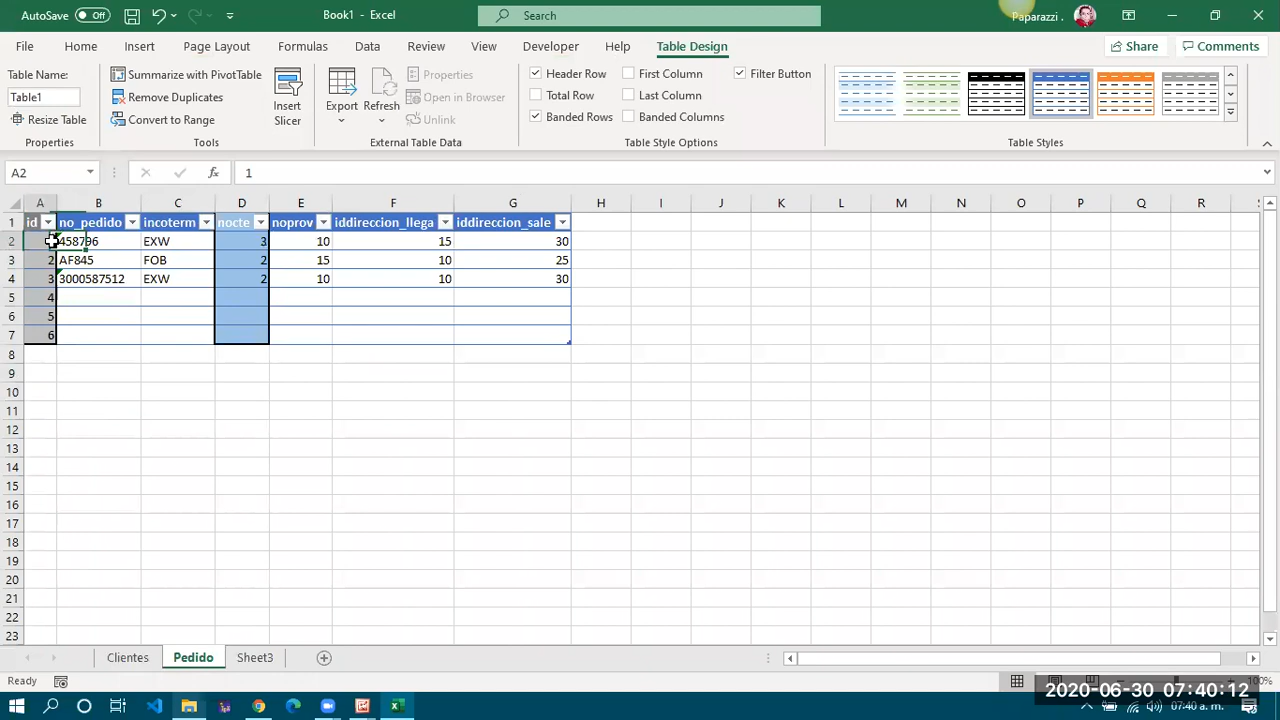 AutoSave Off Book1 - Excel Search Paparazzi .
File Home Insert Page Layout Formulas Data Review View Developer Help Table Design Share Comments
Table Name:
Table1
Resize Table
Properties
Summarize with PivotTable
Remove Duplicates
Convert to Range
Tools
Insert Slicer
Export Refresh
Properties
Open in Browser
Unlink
External Table Data
Header Row First Column Filter Button
Total Row Last Column
Banded Rows Banded Columns
Table Style Options
Table Styles
A2 fx 1
A B C D E F G H I J K L M N O P Q R
1 id no_pedido incoterm nocte noprov iddireccion_llega iddireccion_sale
2 458796 EXW 3 10 15 30
3 2 AF845 FOB 2 15 10 25
4 3 3000587512 EXW 2 10 10 30
5 4
6 5
7 6
8
9
10
11
12
13
14
15
16
17
18
19
20
21
22
23
Clientes Pedido Sheet3
Ready 100%
2020-06-30 07:40:12
07:40 a. m.